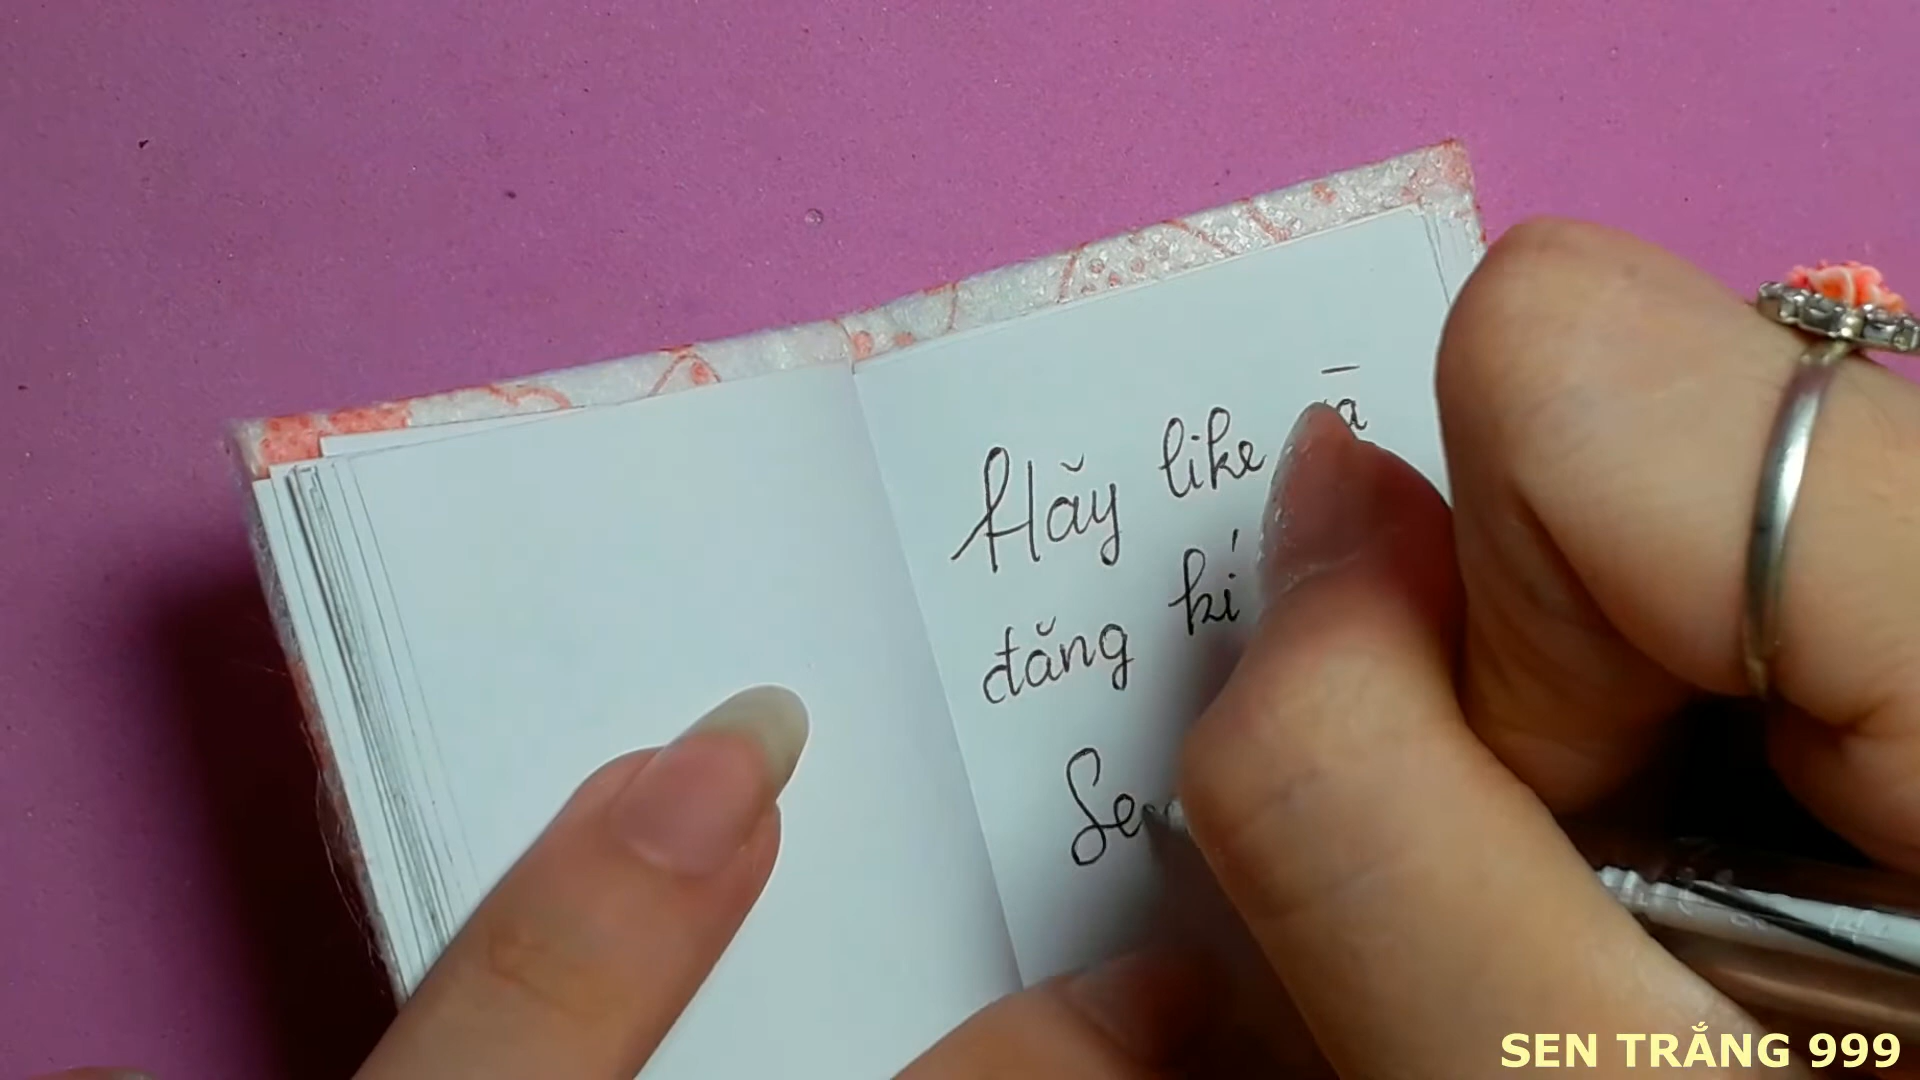 Hãy like
đăng kí
SEN TRẮNG 999